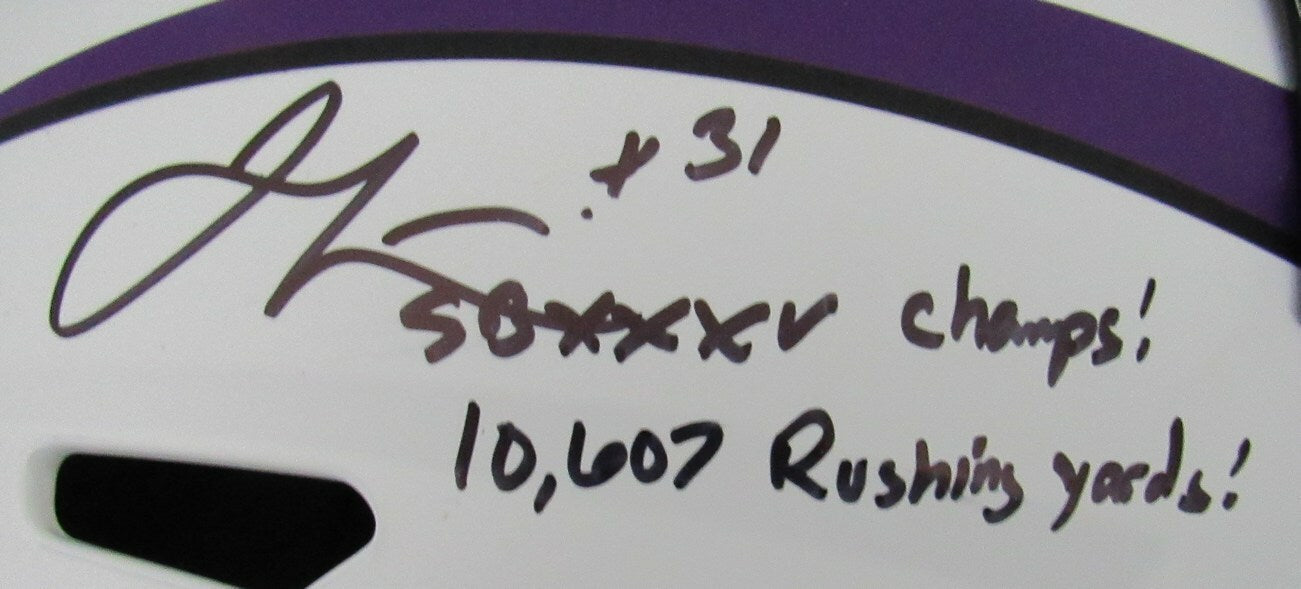 #31
SBXXXV champs!
10,607 Rushing yards!